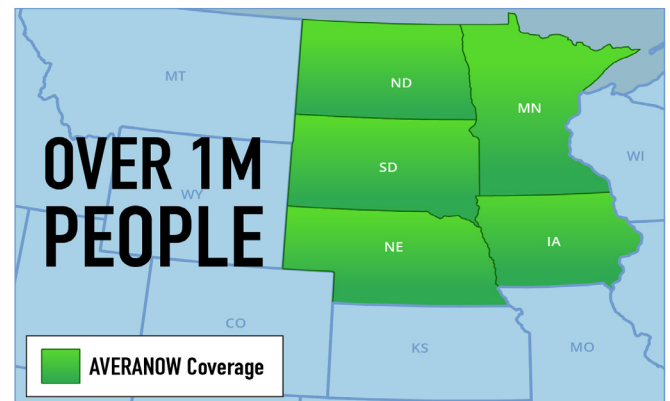 MT
ND
MN
OVER 1M
PEOPLE
WY
SD
WI
NE
IA
CO
KS
MO
AVERANOW Coverage